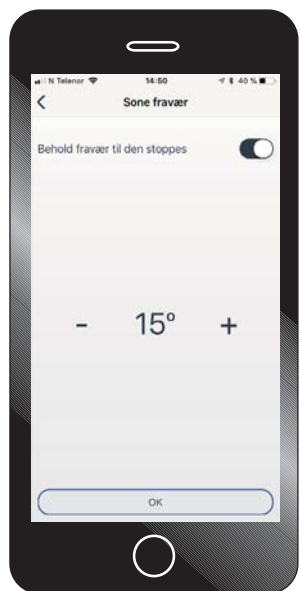 N Telenor 14:50 40 %
Sone fravær
Behold fravær til den stoppes
- 15° +
OK